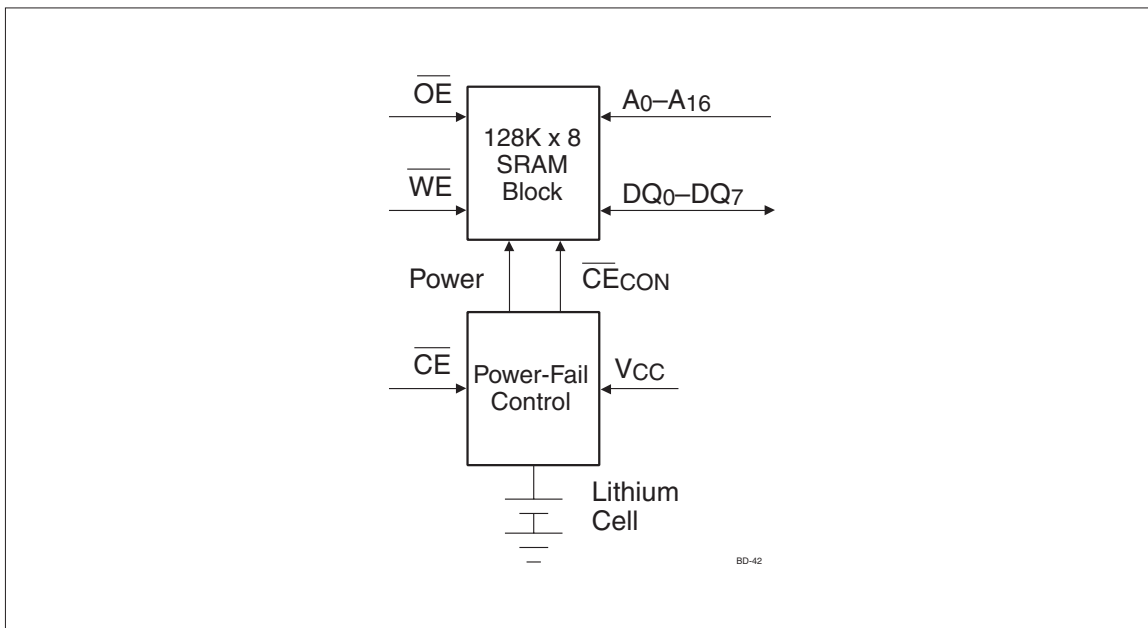 OE
A0–A16
128K x 8
SRAM
Block
WE
DQ0–DQ7
Power
CECON
CE
Power-Fail
Control
VCC
Lithium
Cell
BD-42